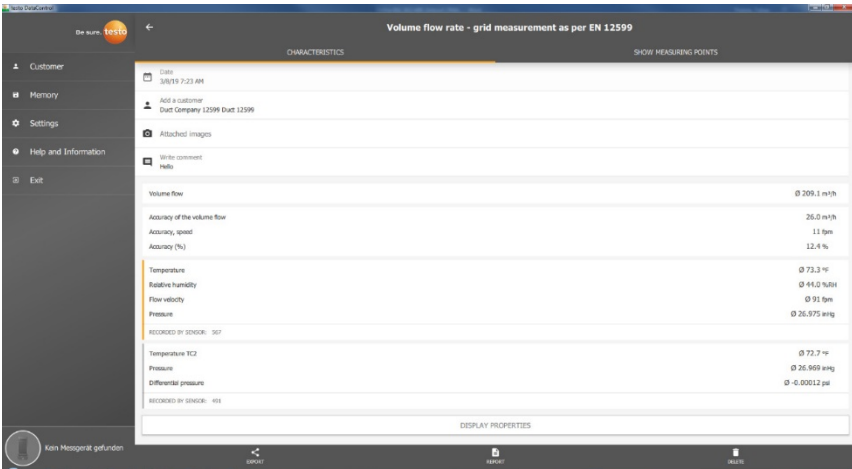 testo DataControl
Be sure. testo
Volume flow rate - grid measurement as per EN 12599
CHARACTERISTICS
SHOW MEASURING POINTS
Customer
Memory
Settings
Help and Information
Exit
Date
3/8/19 7:23 AM
Add a customer
Duct Company 12599 Duct 12599
Attached images
Write comment
Hello
Volume flow Ø 209.1 m³/h
Accuracy of the volume flow 26.0 m³/h
Accuracy, speed 11 fpm
Accuracy (%) 12.4 %
Temperature Ø 73.3 °F
Relative humidity Ø 44.0 %RH
Flow velocity Ø 91 fpm
Pressure Ø 26.975 inHg
RECORDED BY SENSOR: 567
Temperature TC2 Ø 72.7 °F
Pressure Ø 26.969 inHg
Differential pressure Ø -0.00012 psi
RECORDED BY SENSOR:
DISPLAY PROPERTIES
Kein Messgerät gefunden
EXPORT
REPORT
DELETE